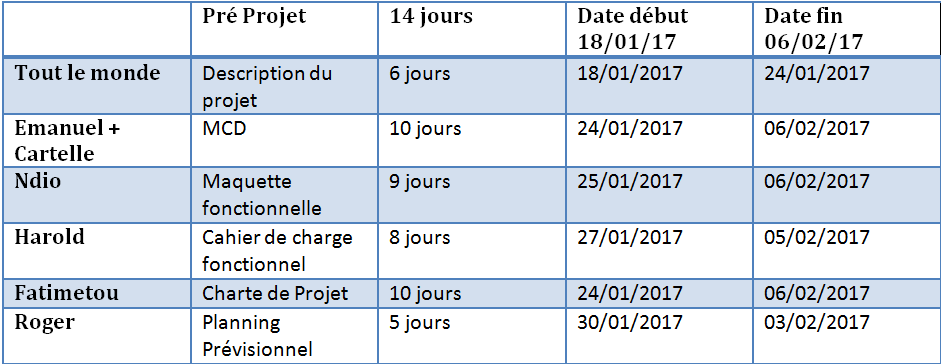 Pré Projet 14 jours Date début Date fin
18/01/17 06/02/17
Tout le monde Description du 6 jours 18/01/2017 24/01/2017
projet
Emanuel + MCD 10 jours 24/01/2017 06/02/2017
Cartelle
Ndio Maquette 9 jours 25/01/2017 06/02/2017
fonctionnelle
Harold Cahier de charge 8 jours 27/01/2017 05/02/2017
fonctionnel
Fatimetou Charte de Projet 10 jours 24/01/2017 06/02/2017
Roger Planning 5 jours 30/01/2017 03/02/2017
Prévisionnel